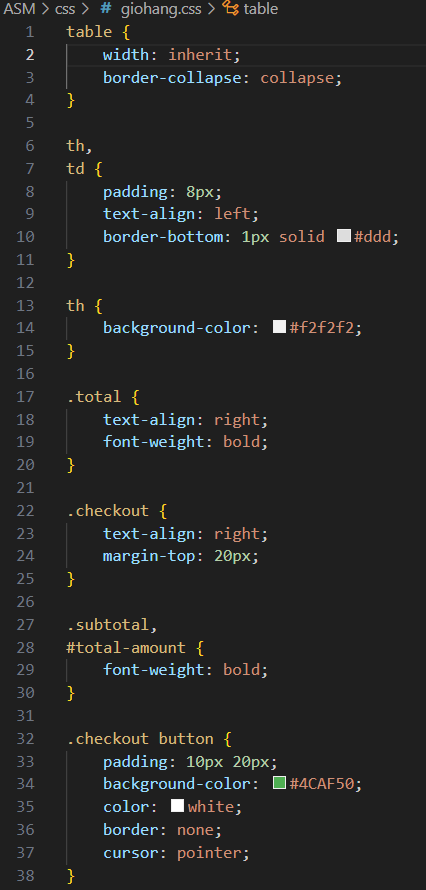 ASM > css > # giohang.css > table
1 table {
2     width: inherit;
3     border-collapse: collapse;
4 }
5
6 th,
7 td {
8     padding: 8px;
9     text-align: left;
10     border-bottom: 1px solid #ddd;
11 }
12
13 th {
14     background-color: #f2f2f2;
15 }
16
17 .total {
18     text-align: right;
19     font-weight: bold;
20 }
21
22 .checkout {
23     text-align: right;
24     margin-top: 20px;
25 }
26
27 .subtotal,
28 #total-amount {
29     font-weight: bold;
30 }
31
32 .checkout button {
33     padding: 10px 20px;
34     background-color: #4CAF50;
35     color: white;
36     border: none;
37     cursor: pointer;
38 }